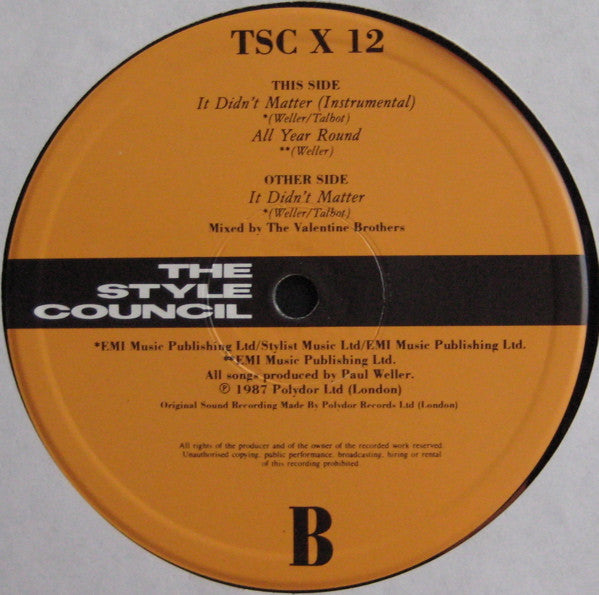 TSC X 12
THIS SIDE
It Didn't Matter (Instrumental)
*(Weller/Talbot)
All Year Round
**(Weller)
OTHER SIDE
It Didn't Matter
*(Weller/Talbot)
Mixed by The Valentine Brothers
THE
STYLE
COUNCIL
*EMI Music Publishing Ltd/Stylist Music Ltd/EMI Music Publishing Ltd.
**EMI Music Publishing Ltd.
All songs produced by Paul Weller.
℗ 1987 Polydor Ltd (London)
Original Sound Recording Made By Polydor Records Ltd (London)
All rights of the producer and of the owner of the recorded work reserved.
Unauthorised copying, public performance, broadcasting, hiring or rental
of this recording prohibited.
B